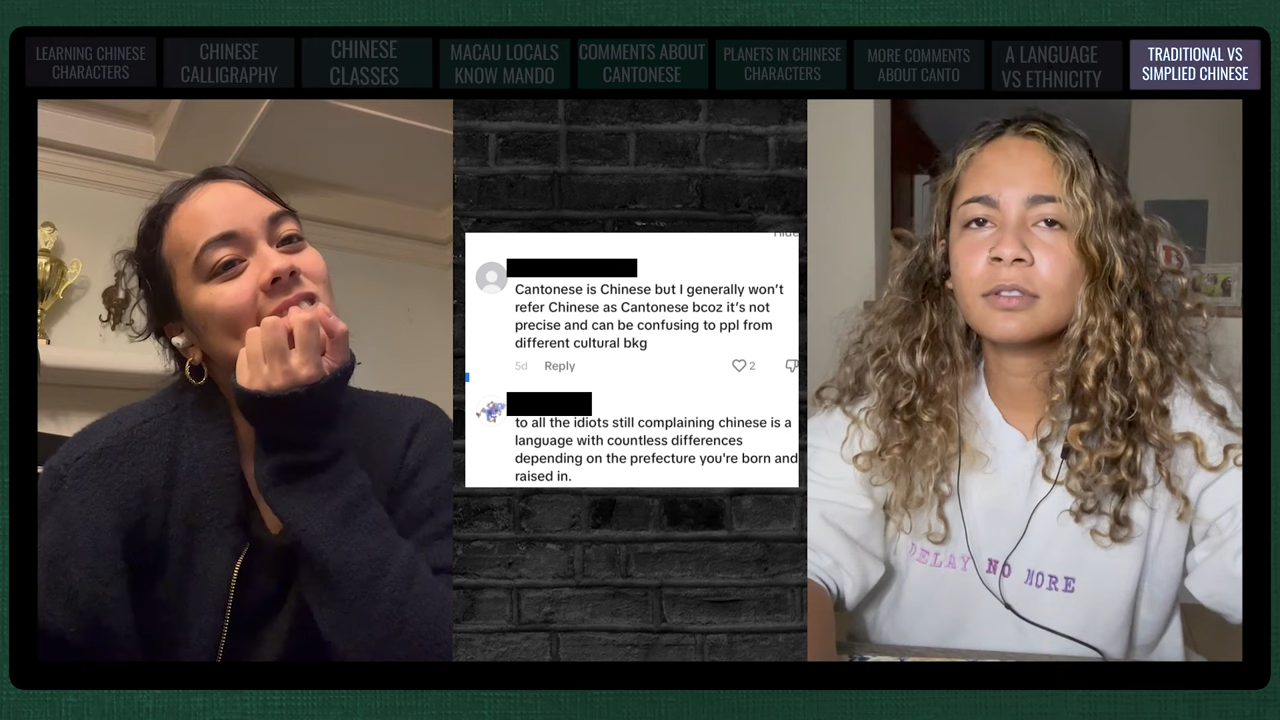 LEARNING CHINESE
CHARACTERS
CHINESE
CALLIGRAPHY
CHINESE
CLASSES
MACAU LOCALS
KNOW MANDO
COMMENTS ABOUT
CANTONESE
PLANETS IN CHINESE
CHARACTERS
MORE COMMENTS
ABOUT CANTO
A LANGUAGE
VS ETHNICITY
TRADITIONAL VS
SIMPLIED CHINESE
Hide
Cantonese is Chinese but I generally won't
refer Chinese as Cantonese bcoz it's not
precise and can be confusing to ppl from
different cultural bkg
5d Reply 2
to all the idiots still complaining chinese is a
language with countless differences
depending on the prefecture you're born and
raised in.
DELAY NO MORE